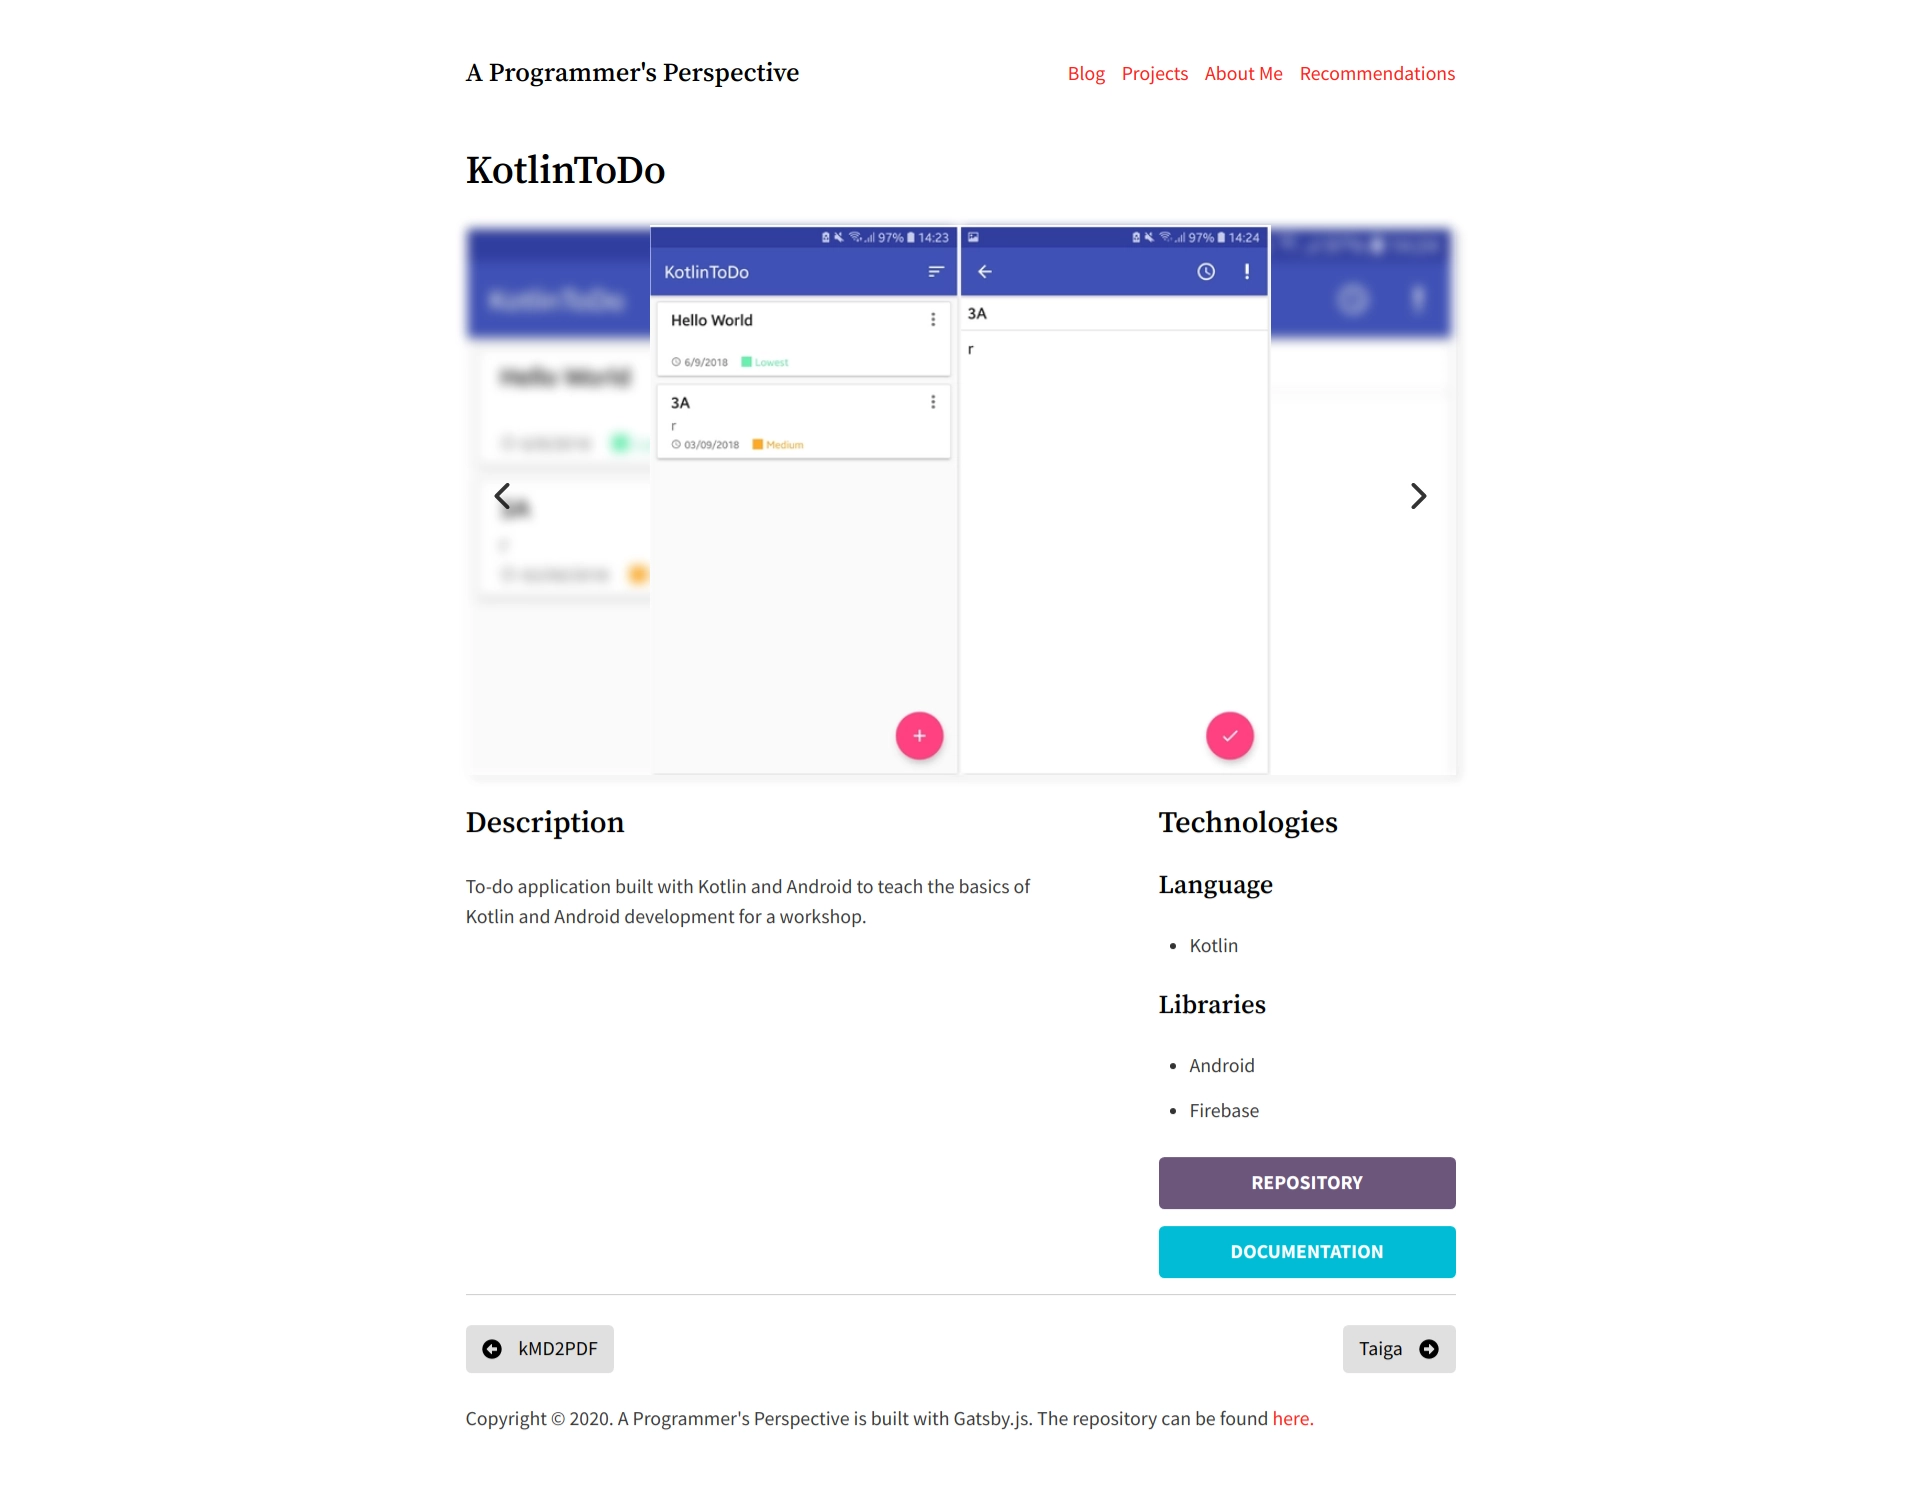 A Programmer's Perspective
Blog Projects About Me Recommendations
KotlinToDo
97% 14:23
KotlinToDo
Hello World
6/9/2018 Lowest
3A
r
03/09/2018 Medium
97% 14:24
3A
r
Description
To-do application built with Kotlin and Android to teach the basics of
Kotlin and Android development for a workshop.
Technologies
Language
Kotlin
Libraries
Android
Firebase
REPOSITORY
DOCUMENTATION
kMD2PDF
Taiga
Copyright © 2020. A Programmer's Perspective is built with Gatsby.js. The repository can be found here.